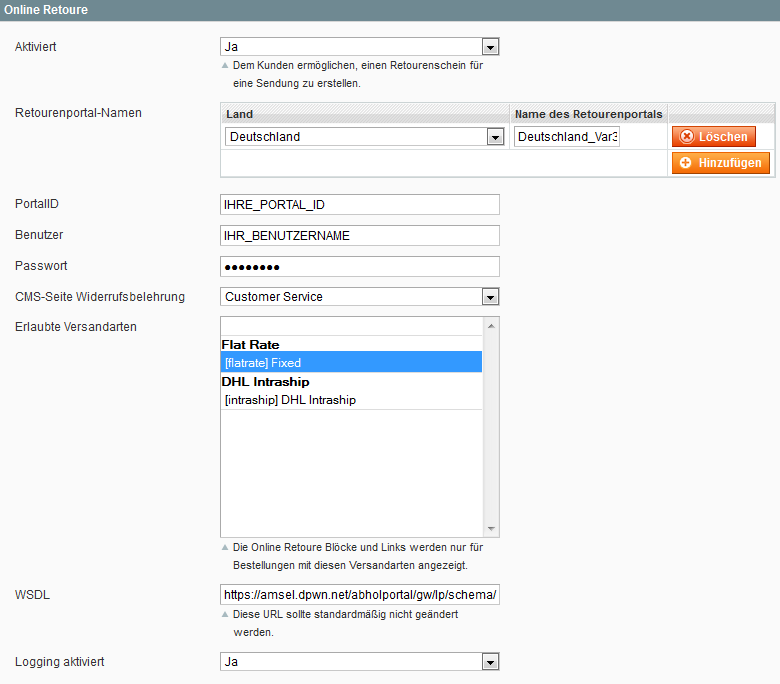 Online Retoure
Aktiviert
Ja
Dem Kunden ermöglichen, einen Retourenschein für
eine Sendung zu erstellen.
Retourenportal-Namen
Land
Name des Retourenportals
Deutschland
Deutschland_Var3
Löschen
Hinzufügen
PortalID
IHRE_PORTAL_ID
Benutzer
IHR_BENUTZERNAME
Passwort
••••••••
CMS-Seite Widerrufsbelehrung
Customer Service
Erlaubte Versandarten
Flat Rate
[flatrate] Fixed
DHL Intraship
[intraship] DHL Intraship
Die Online Retoure Blöcke und Links werden nur für
Bestellungen mit diesen Versandarten angezeigt.
WSDL
https://amsel.dpwn.net/abholportal/gw/lp/schema/
Diese URL sollte standardmäßig nicht geändert
werden.
Logging aktiviert
Ja